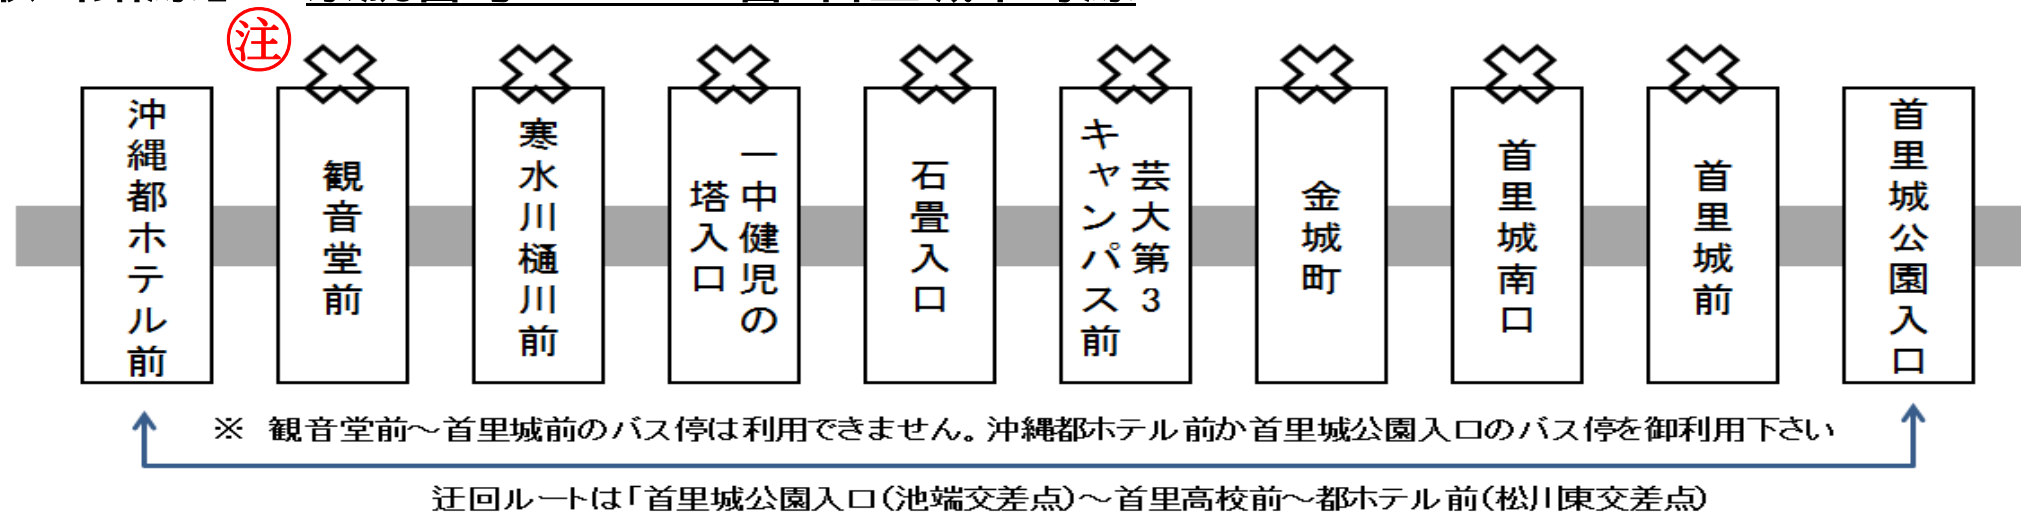 注
沖縄都ホテル前
観音堂前
寒水川樋川前
一中健児の
塔入口
石畳入口
芸大第3
キャンパス前
金城町
首里城南口
首里城前
首里城公園入口
※ 観音堂前～首里城前のバス停は利用できません。沖縄都ホテル前か首里城公園入口のバス停を御利用下さい
迂回ルートは「首里城公園入口(池端交差点)～首里高校前～都ホテル前(松川東交差点)